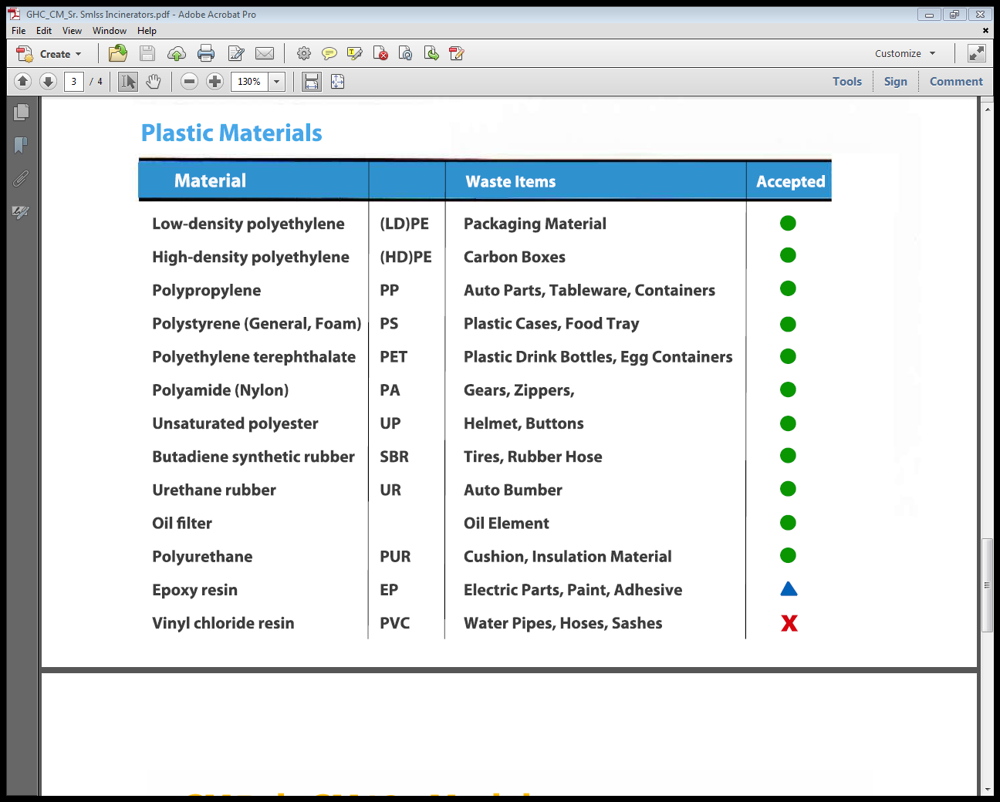 GHC_CM_Sr. Smlss Incinerators.pdf - Adobe Acrobat Pro
File Edit View Window Help
Create Customize
3 / 4 130% Tools Sign Comment
Plastic Materials
Material Waste Items Accepted
Low-density polyethylene (LD)PE Packaging Material
High-density polyethylene (HD)PE Carbon Boxes
Polypropylene PP Auto Parts, Tableware, Containers
Polystyrene (General, Foam) PS Plastic Cases, Food Tray
Polyethylene terephthalate PET Plastic Drink Bottles, Egg Containers
Polyamide (Nylon) PA Gears, Zippers,
Unsaturated polyester UP Helmet, Buttons
Butadiene synthetic rubber SBR Tires, Rubber Hose
Urethane rubber UR Auto Bumber
Oil filter Oil Element
Polyurethane PUR Cushion, Insulation Material
Epoxy resin EP Electric Parts, Paint, Adhesive
Vinyl chloride resin PVC Water Pipes, Hoses, Sashes X